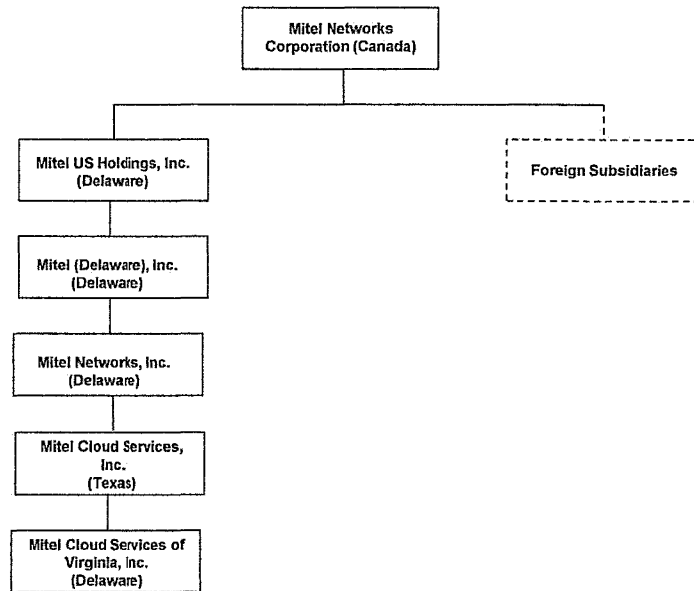 Mitel Networks
Corporation (Canada)
Mitel US Holdings, Inc.
(Delaware)
Foreign Subsidiaries
Mitel (Delaware), Inc.
(Delaware)
Mitel Networks, Inc.
(Delaware)
Mitel Cloud Services,
Inc.
(Texas)
Mitel Cloud Services of
Virginia, Inc.
(Delaware)